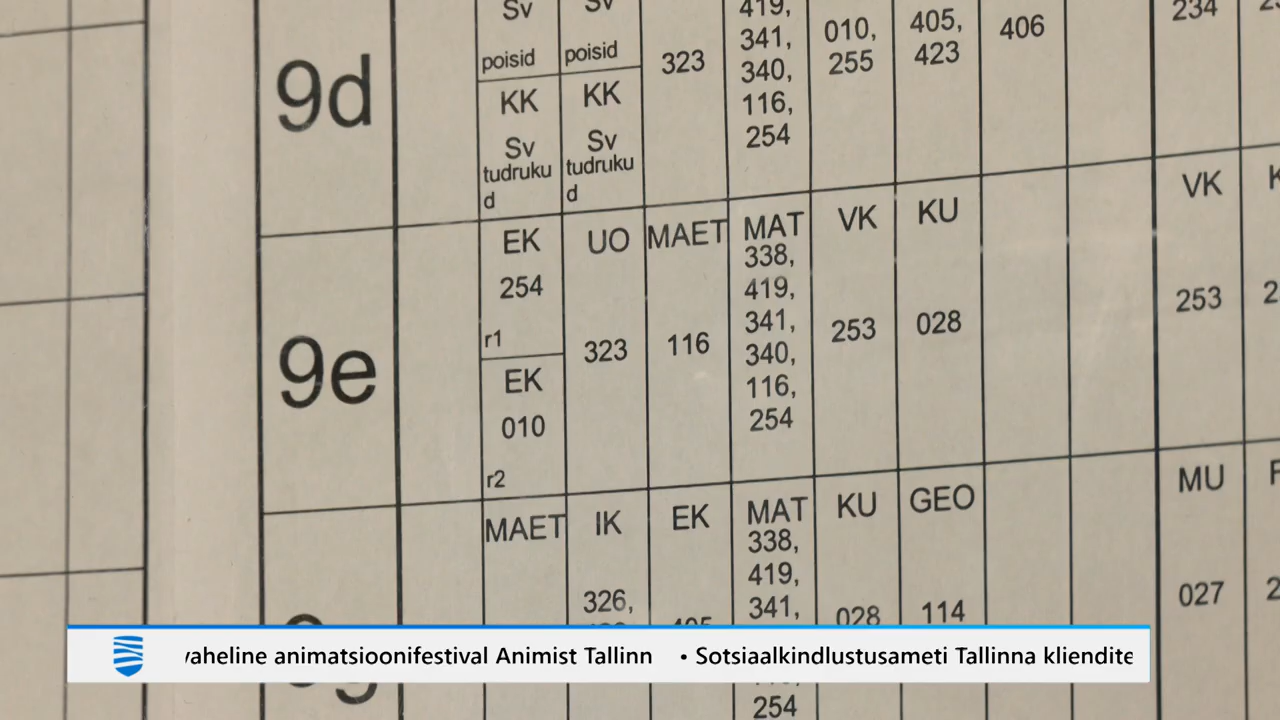 Sv
Sv
419,
010,
405,
234
poisid
poisid
323
341,
255
423
406
9d
KK
KK
340,
116,
254
Sv
Sv
tudruku
tudruku
d
d
EK
UO
MAET
MAT
VK
KU
VK
254
338,
419,
r1
323
116
341,
253
028
253
9e
EK
340,
116,
010
254
r2
MAET
IK
EK
MAT
KU
GEO
MU
338,
419,
326,
341,
028
114
027
animatsioonifestival Animist Tallinn • Sotsiaalkindlustusameti Tallinna
254